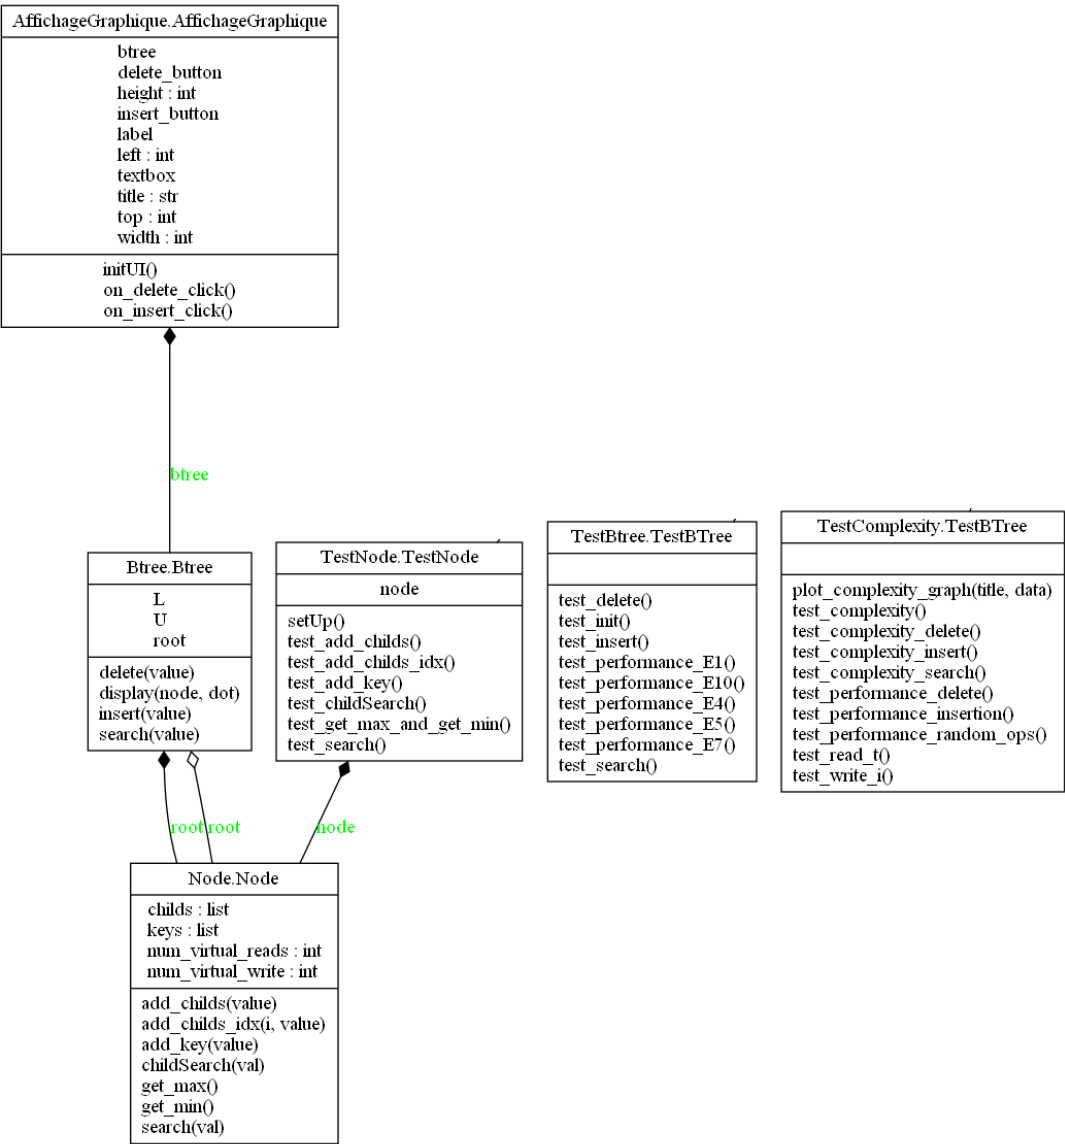 AffichageGraphique.AffichageGraphique
btree
delete_button
height : int
insert_button
label
left : int
textbox
title : str
top : int
width : int
initUI()
on_delete_click()
on_insert_click()
btree
Btree.Btree
L
U
root
delete(value)
display(node, dot)
insert(value)
search(value)
TestNode.TestNode
node
setUp()
test_add_childs()
test_add_childs_idx()
test_add_key()
test_childSearch()
test_get_max_and_get_min()
test_search()
TestBtree.TestBTree
test_delete()
test_init()
test_insert()
test_performance_E1()
test_performance_E10()
test_performance_E4()
test_performance_E5()
test_performance_E7()
test_search()
TestComplexity.TestBTree
plot_complexity_graph(title, data)
test_complexity()
test_complexity_delete()
test_complexity_insert()
test_complexity_search()
test_performance_delete()
test_performance_insertion()
test_performance_random_ops()
test_read_t()
test_write_i()
root
root
node
Node.Node
childs : list
keys : list
num_virtual_reads : int
num_virtual_write : int
add_childs(value)
add_childs_idx(i, value)
add_key(value)
childSearch(val)
get_max()
get_min()
search(val)